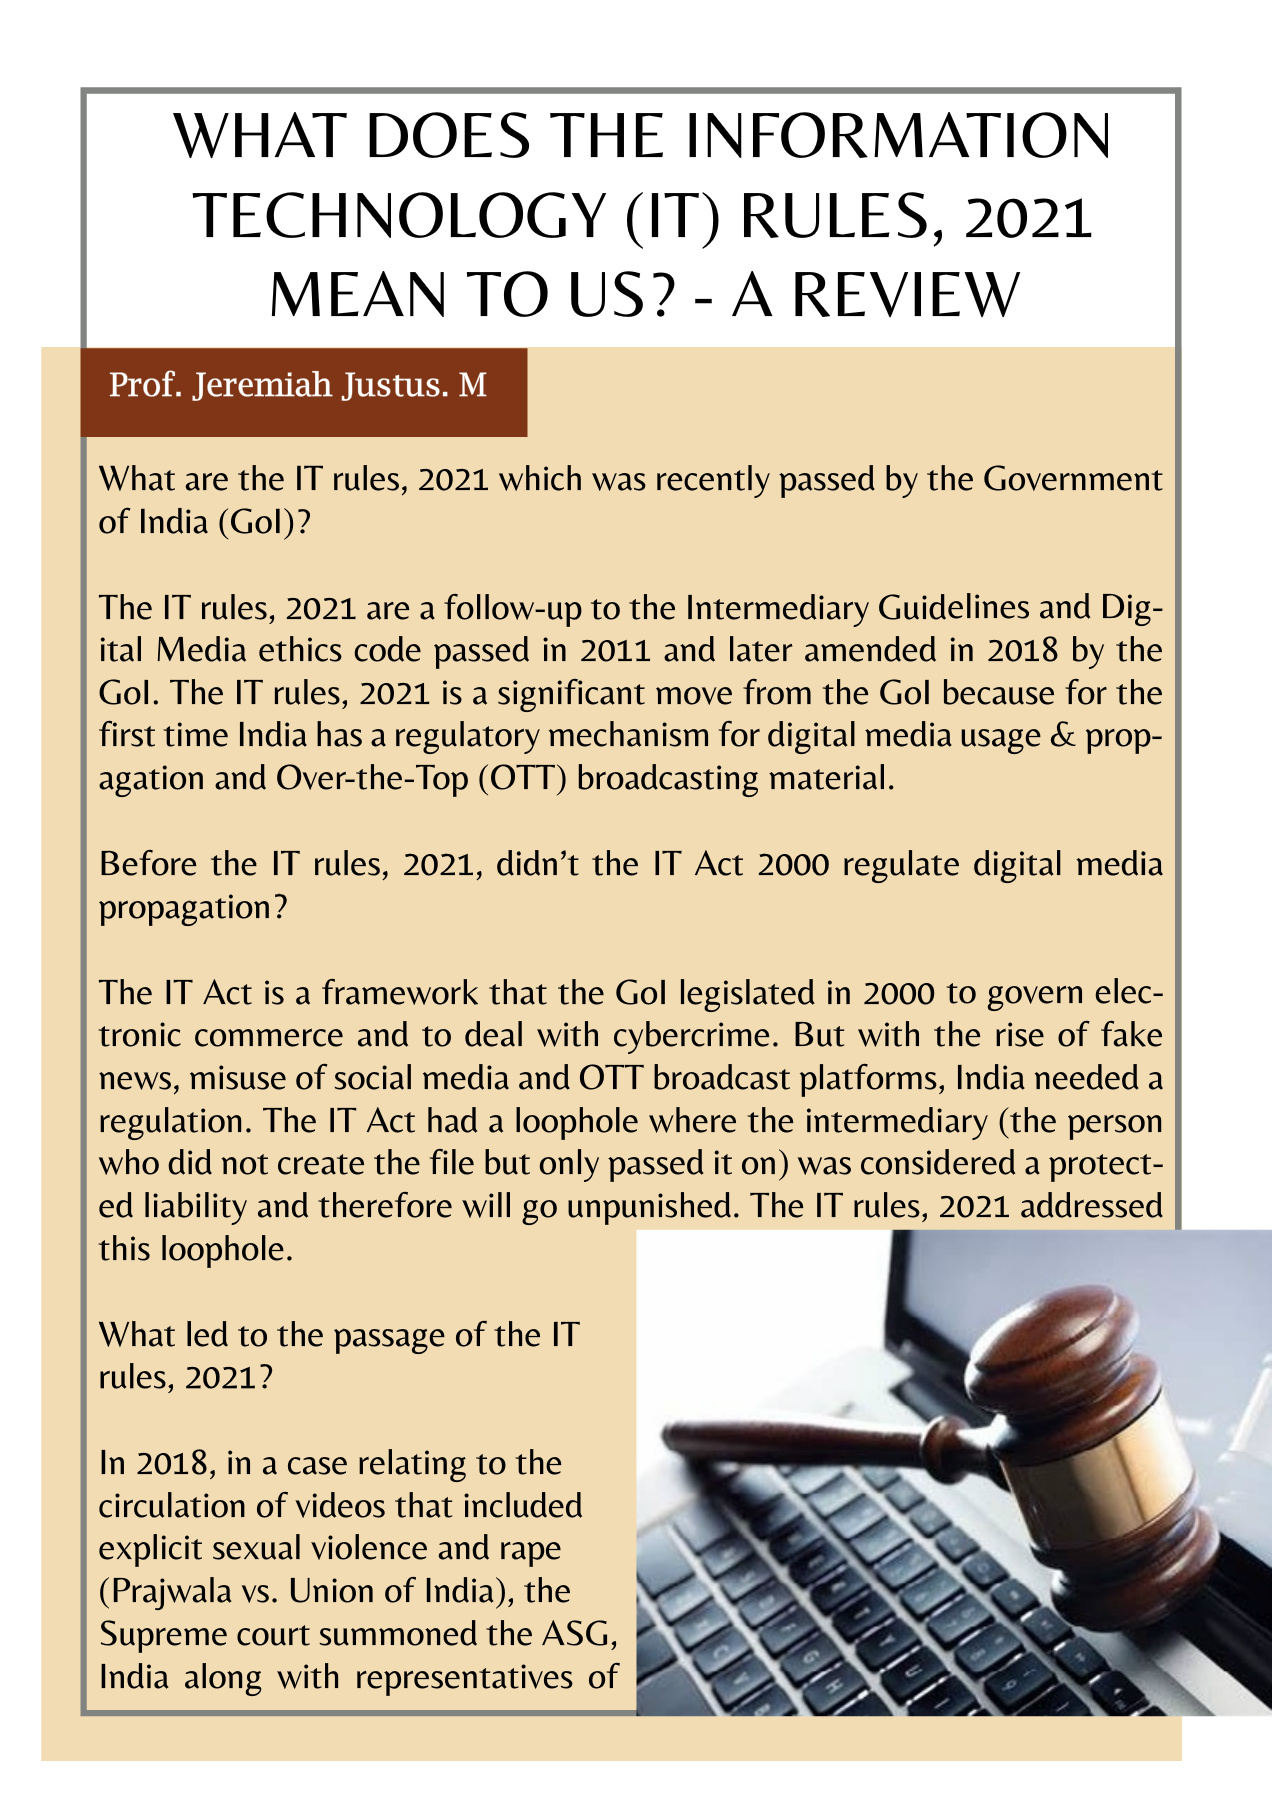 WHAT DOES THE INFORMATION
TECHNOLOGY (IT) RULES, 2021
MEAN TO US? - A REVIEW
Prof. Jeremiah Justus. M
What are the IT rules, 2021 which was recently passed by the Government
of India (GoI)?
The IT rules, 2021 are a follow-up to the Intermediary Guidelines and Dig-
ital Media ethics code passed in 2011 and later amended in 2018 by the
GoI. The IT rules, 2021 is a significant move from the GoI because for the
first time India has a regulatory mechanism for digital media usage & prop-
agation and Over-the-Top (OTT) broadcasting material.
Before the IT rules, 2021, didn’t the IT Act 2000 regulate digital media
propagation?
The IT Act is a framework that the GoI legislated in 2000 to govern elec-
tronic commerce and to deal with cybercrime. But with the rise of fake
news, misuse of social media and OTT broadcast platforms, India needed a
regulation. The IT Act had a loophole where the intermediary (the person
who did not create the file but only passed it on) was considered a protect-
ed liability and therefore will go unpunished. The IT rules, 2021 addressed
this loophole.
What led to the passage of the IT
rules, 2021?
In 2018, in a case relating to the
circulation of videos that included
explicit sexual violence and rape
(Prajwala vs. Union of India), the
Supreme court summoned the ASG,
India along with representatives of